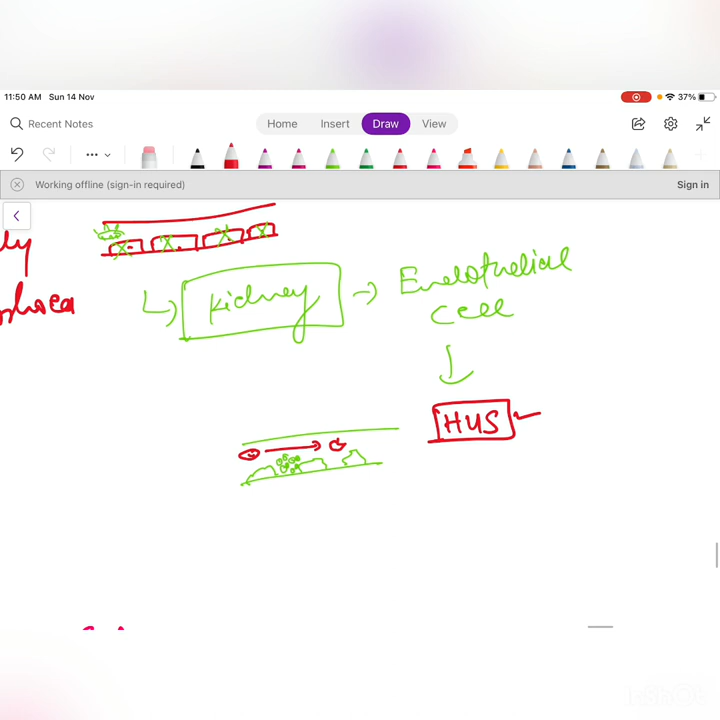 11:50 AM Sun 14 Nov
37%
Recent Notes
Home Insert Draw View
Working offline (sign-in required)
Sign in
Kidney → Endothelial
cell
HUS